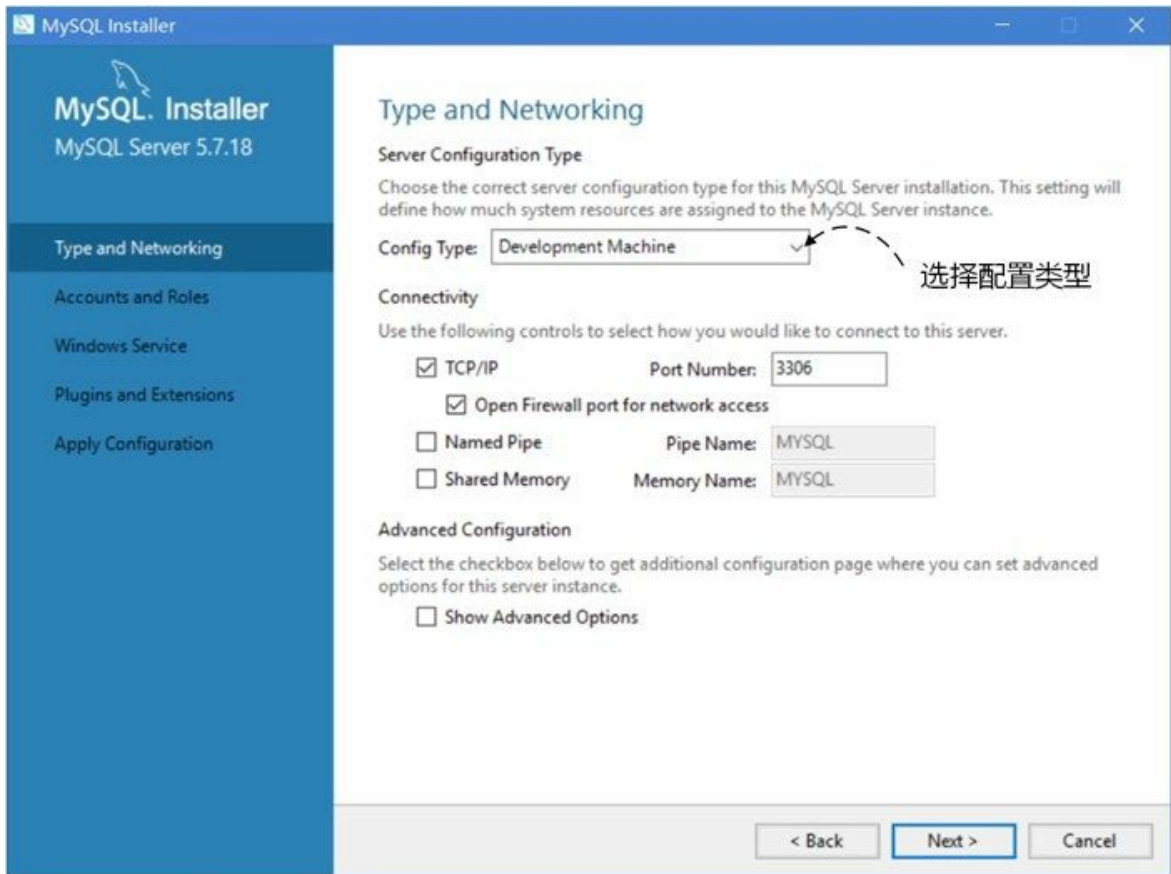 MySQL Installer
MySQL. Installer
MySQL Server 5.7.18
Type and Networking
Accounts and Roles
Windows Service
Plugins and Extensions
Apply Configuration
Type and Networking
Server Configuration Type
Choose the correct server configuration type for this MySQL Server installation. This setting will
define how much system resources are assigned to the MySQL Server instance.
Config Type: Development Machine
选择配置类型
Connectivity
Use the following controls to select how you would like to connect to this server.
TCP/IP Port Number: 3306
Open Firewall port for network access
Named Pipe Pipe Name: MYSQL
Shared Memory Memory Name: MYSQL
Advanced Configuration
Select the checkbox below to get additional configuration page where you can set advanced
options for this server instance.
Show Advanced Options
< Back Next > Cancel